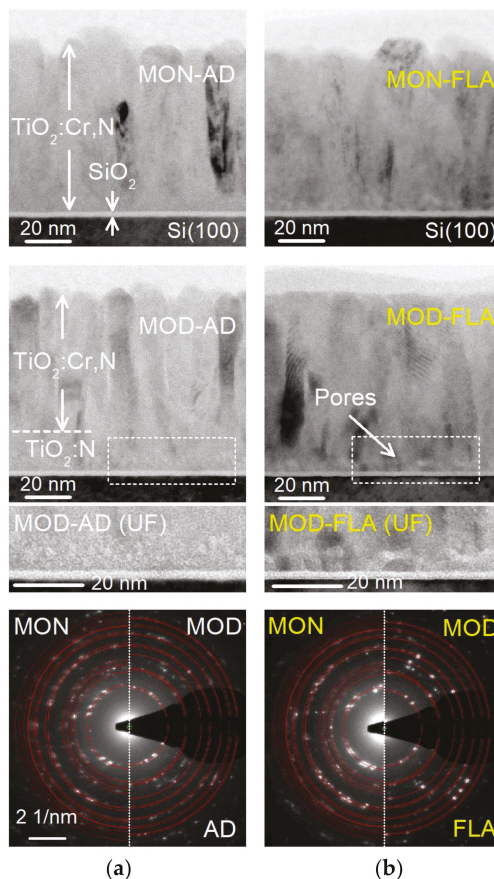 MON-AD
TiO₂:Cr,N
SiO₂
20 nm
Si(100)
MON-FLA
20 nm
Si(100)
MOD-AD
TiO₂:Cr,N
TiO₂:N
20 nm
MOD-FLA
Pores
20 nm
MOD-AD (UF)
20 nm
MOD-FLA (UF)
20 nm
MON MOD
2 1/nm
AD
MON MOD
FLA
(a) (b)